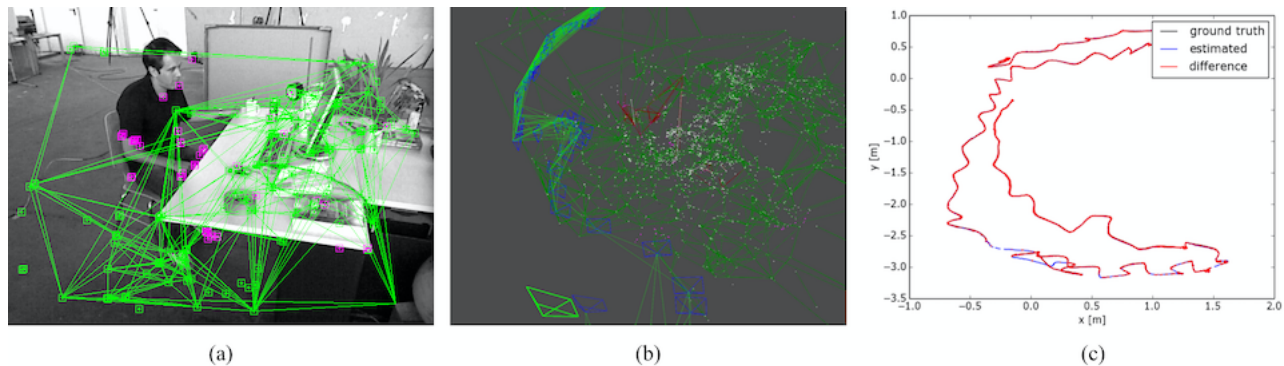 1.0
0.5
0.0
−0.5
−1.0
−1.5
−2.0
−2.5
−3.0
−3.5
y [m]
ground truth
estimated
difference
−1.0 −0.5 0.0 0.5 1.0 1.5 2.0
x [m]
(a) (b) (c)